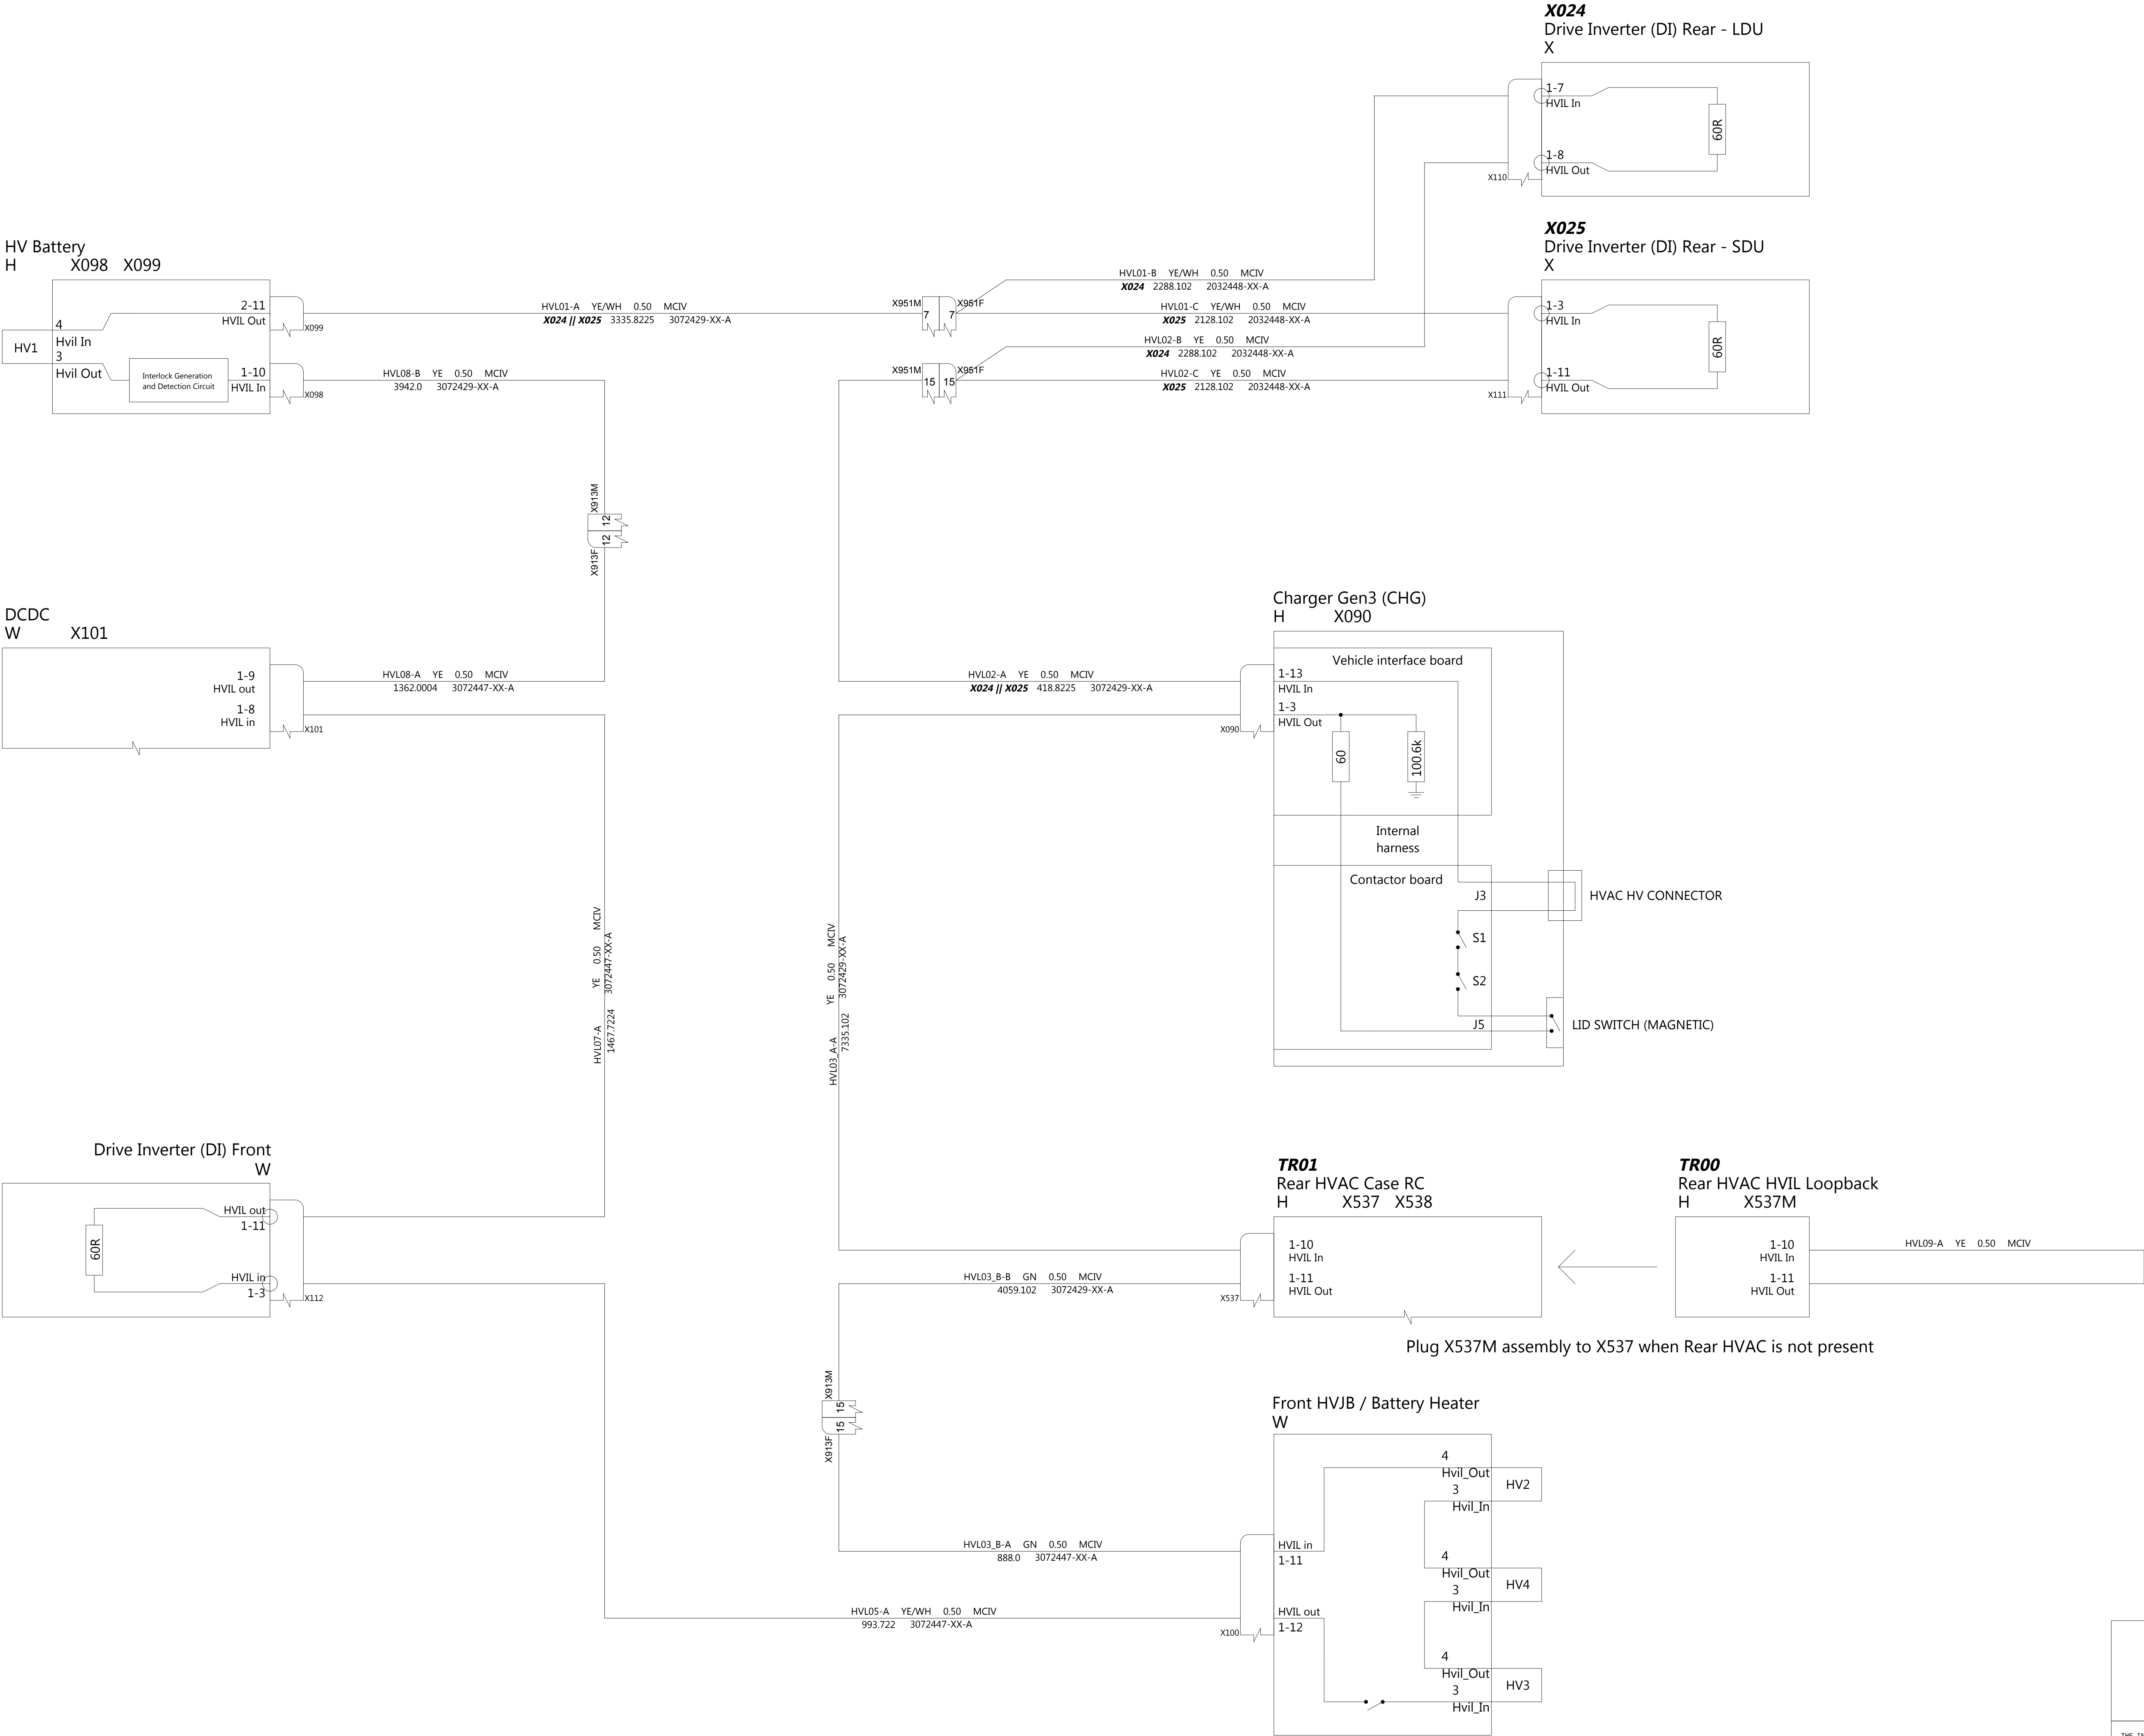 X024
Drive Inverter (DI) Rear - LDU
X
1-7
HVIL In
60R
1-8
HVIL Out
X110
X025
Drive Inverter (DI) Rear - SDU
X
1-3
HVIL In
60R
1-11
HVIL Out
X111
HV Battery
H X098 X099
2-11
HVIL Out
X099
4
Hvil In
HV1
3
Hvil Out
Interlock Generation
and Detection Circuit
1-10
HVIL In
X098
HVL01-A YE/WH 0.50 MCIV
X024 || X025 3335.8225 3072429-XX-A
X951M X951F
7 7
HVL01-B YE/WH 0.50 MCIV
X024 2288.102 2032448-XX-A
HVL01-C YE/WH 0.50 MCIV
X025 2128.102 2032448-XX-A
HVL02-B YE 0.50 MCIV
X024 2288.102 2032448-XX-A
X951M X951F
15 15
HVL02-C YE 0.50 MCIV
X025 2128.102 2032448-XX-A
HVL08-B YE 0.50 MCIV
3942.0 3072429-XX-A
X913M
12
12
X913F
DCDC
W X101
1-9
HVIL out
1-8
HVIL in
X101
HVL08-A YE 0.50 MCIV
1362.0004 3072447-XX-A
HVL02-A YE 0.50 MCIV
X024 || X025 418.8225 3072429-XX-A
Charger Gen3 (CHG)
H X090
Vehicle interface board
1-13
HVIL In
1-3
HVIL Out
X090
60
100.6k
Internal
harness
Contactor board
J3
HVAC HV CONNECTOR
S1
S2
J5
LID SWITCH (MAGNETIC)
HVL07-A YE 0.50 MCIV
1467.7224 3072447-XX-A
HVL03_A-A YE 0.50 MCIV
7335.102 3072429-XX-A
Drive Inverter (DI) Front
W
HVIL out
1-11
60R
HVIL in
1-3
X112
TR01
Rear HVAC Case RC
H X537 X538
1-10
HVIL In
1-11
HVIL Out
X537
TR00
Rear HVAC HVIL Loopback
H X537M
1-10
HVIL In
1-11
HVIL Out
HVL09-A YE 0.50 MCIV
HVL03_B-B GN 0.50 MCIV
4059.102 3072429-XX-A
Plug X537M assembly to X537 when Rear HVAC is not present
X913M
15
15
X913F
Front HVJB / Battery Heater
W
4
Hvil_Out
HV2
3
Hvil_In
HVL03_B-A GN 0.50 MCIV
888.0 3072447-XX-A
HVIL in
1-11
4
Hvil_Out
HV4
3
Hvil_In
HVL05-A YE/WH 0.50 MCIV
993.722 3072447-XX-A
X100
HVIL out
1-12
4
Hvil_Out
HV3
3
Hvil_In